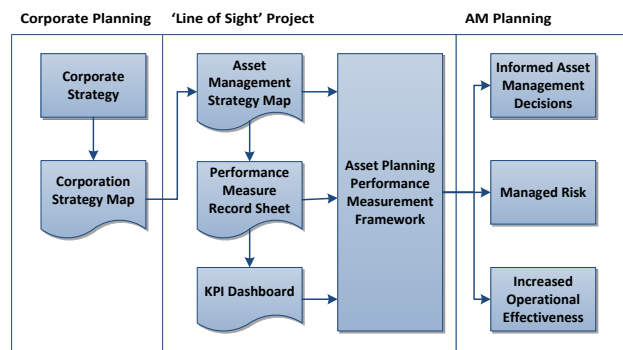 Corporate Planning
‘Line of Sight’ Project
AM Planning
Corporate
Strategy
Corporation
Strategy Map
Asset
Management
Strategy Map
Performance
Measure
Record Sheet
KPI Dashboard
Asset Planning
Performance
Measurement
Framework
Informed Asset
Management
Decisions
Managed Risk
Increased
Operational
Effectiveness